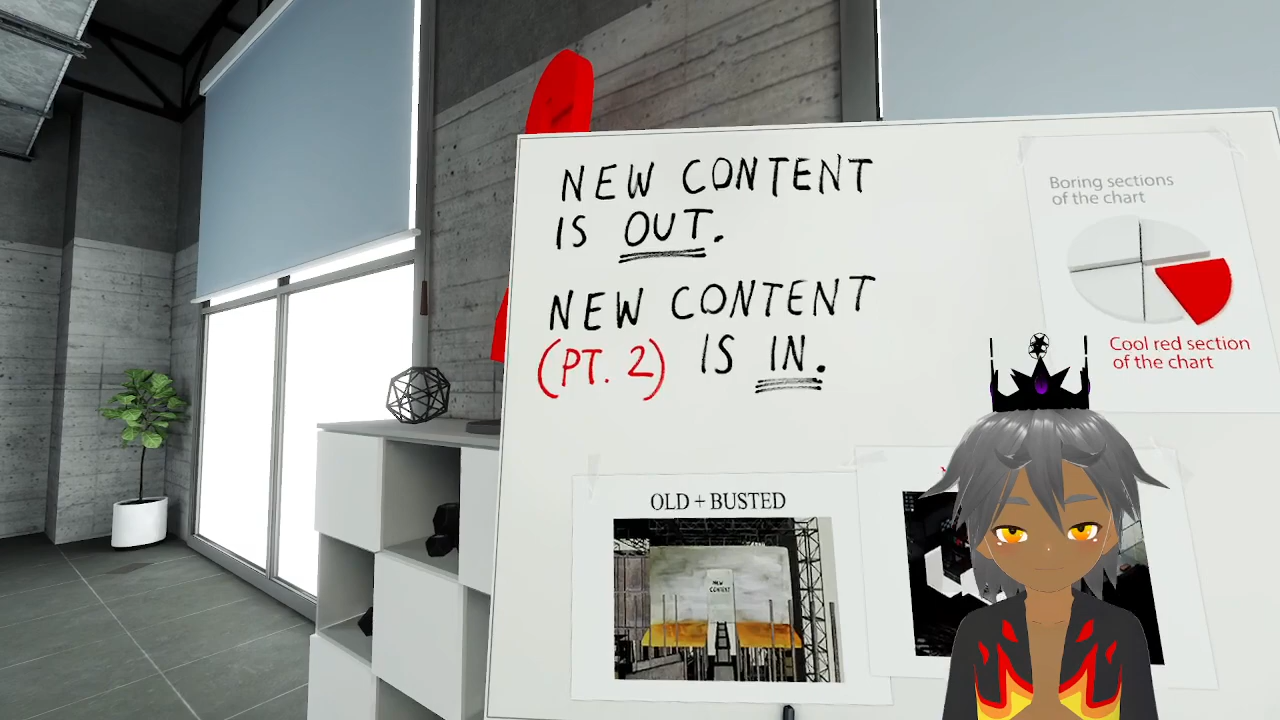 NEW CONTENT
IS OUT.
NEW CONTENT
(PT. 2) IS IN.
Boring sections
of the chart
Cool red section
of the chart
OLD + BUSTED
NEW
CONTENT